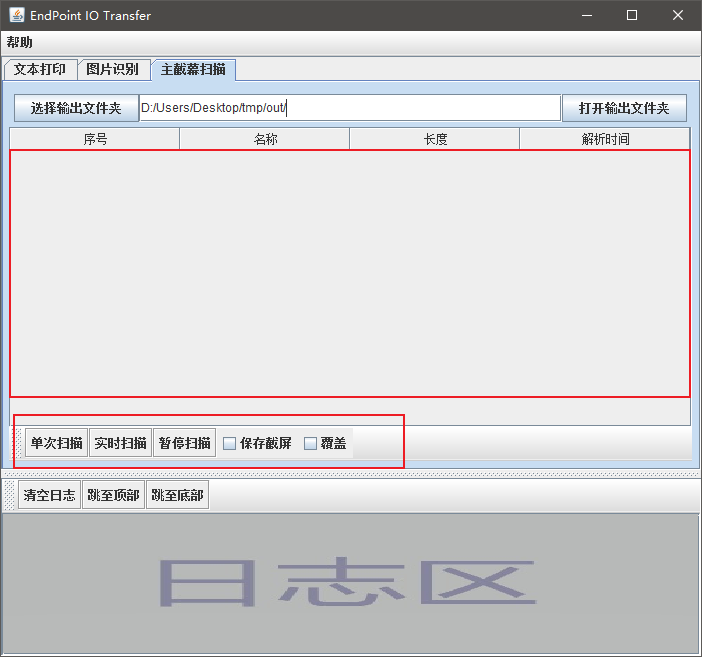 EndPoint IO Transfer
帮助
文本打印 图片识别 主截幕扫描
选择输出文件夹 D:/Users/Desktop/tmp/out/ 打开输出文件夹
序号 名称 长度 解析时间
单次扫描 实时扫描 暂停扫描 保存截屏 覆盖
清空日志 跳至顶部 跳至底部
日志区